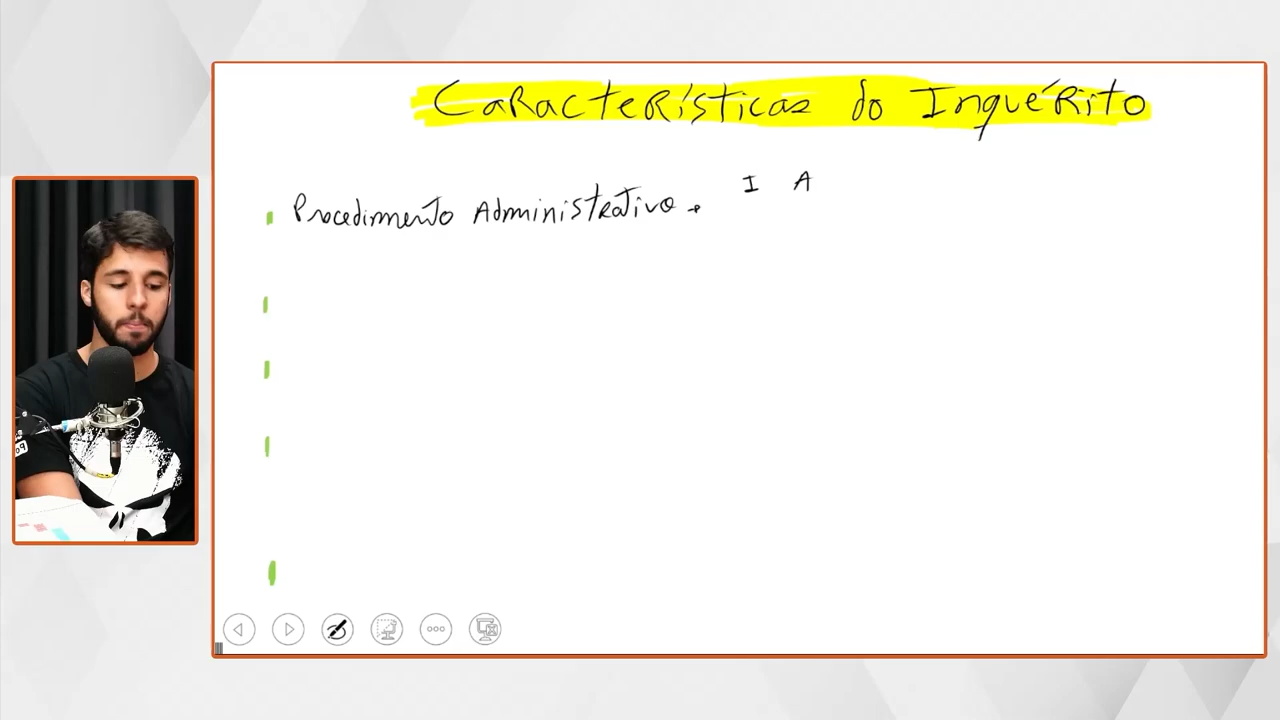 Características do Inquérito
I A
Procedimento Administrativo